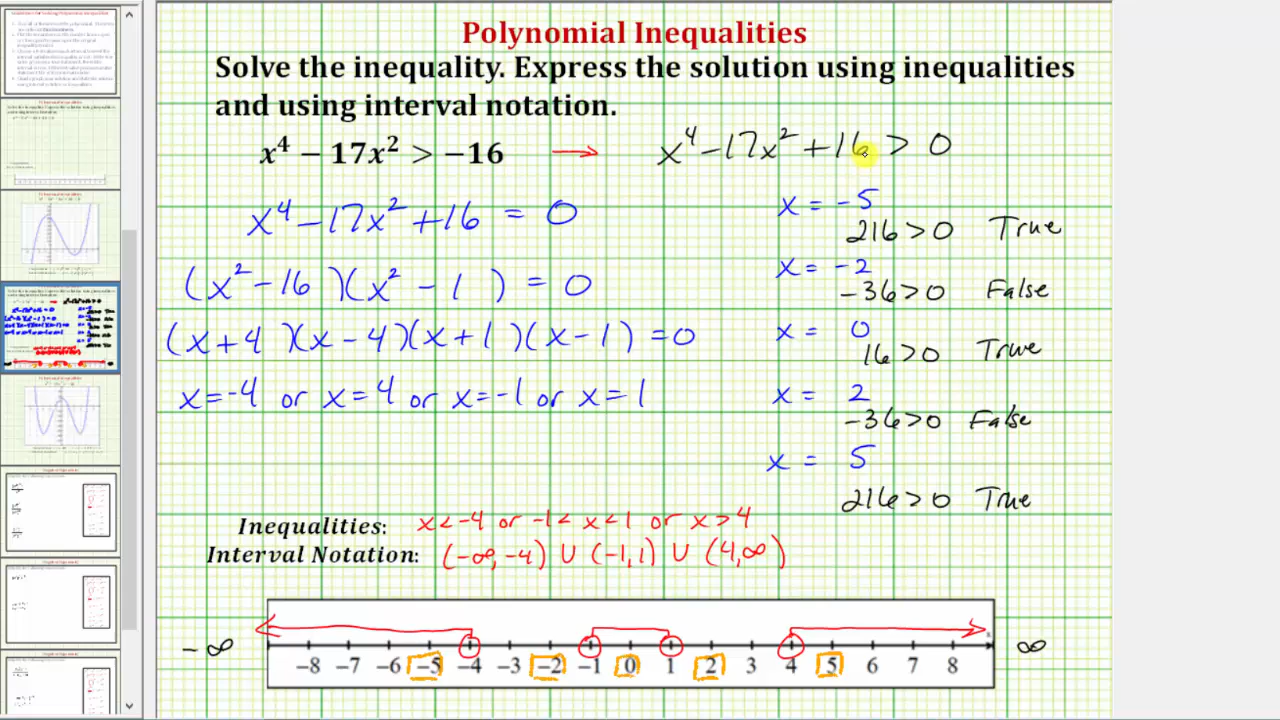 Polynomial Inequalities
Solve the inequality. Express the solution using inequalities
and using interval notation.
x⁴ − 17x² > −16 → x⁴ − 17x² + 16 > 0
x⁴ − 17x² + 16 = 0
(x² − 16)(x² − 1) = 0
(x + 4)(x − 4)(x + 1)(x − 1) = 0
x = −4 or x = 4 or x = −1 or x = 1
x = −5
216 > 0 True
x = −2
−36 > 0 False
x = 0
16 > 0 True
x = 2
−36 > 0 False
x = 5
216 > 0 True
Inequalities: x < −4 or −1 < x < 1 or x > 4
Interval Notation: (−∞, −4) ∪ (−1, 1) ∪ (4, ∞)
−∞ ∞
−8 −7 −6 −5 −4 −3 −2 −1 0 1 2 3 4 5 6 7 8